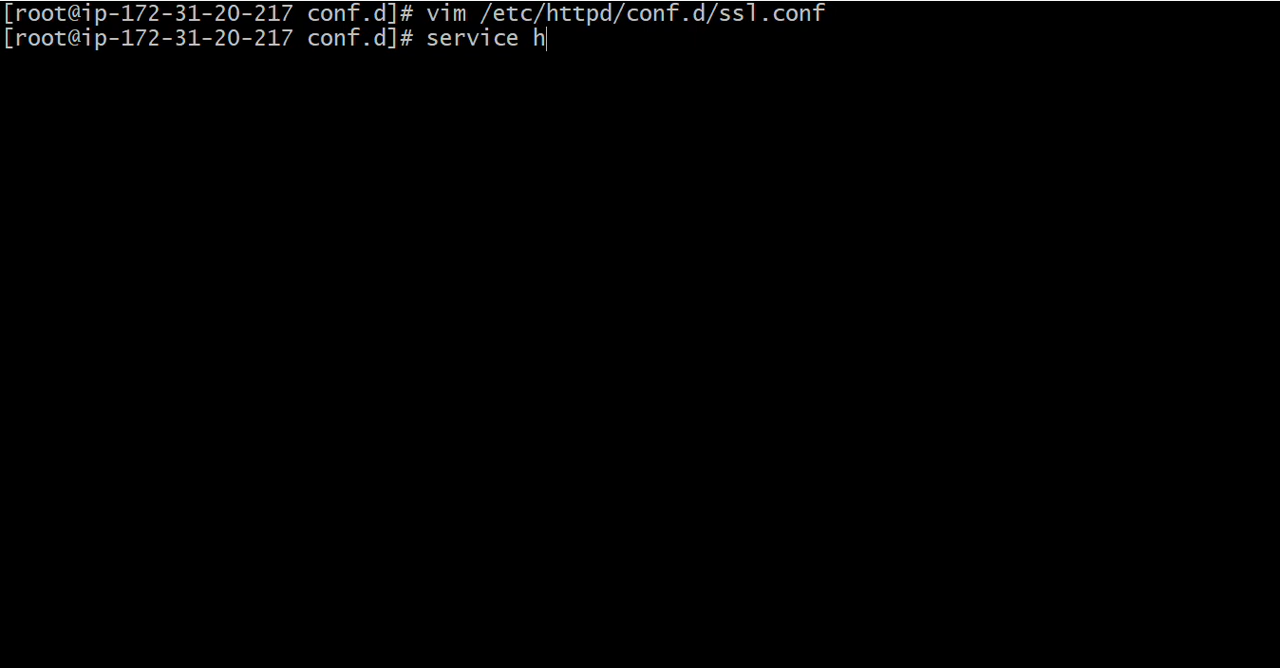 [root@ip-172-31-20-217 conf.d]# vim /etc/httpd/conf.d/ssl.conf
[root@ip-172-31-20-217 conf.d]# service h